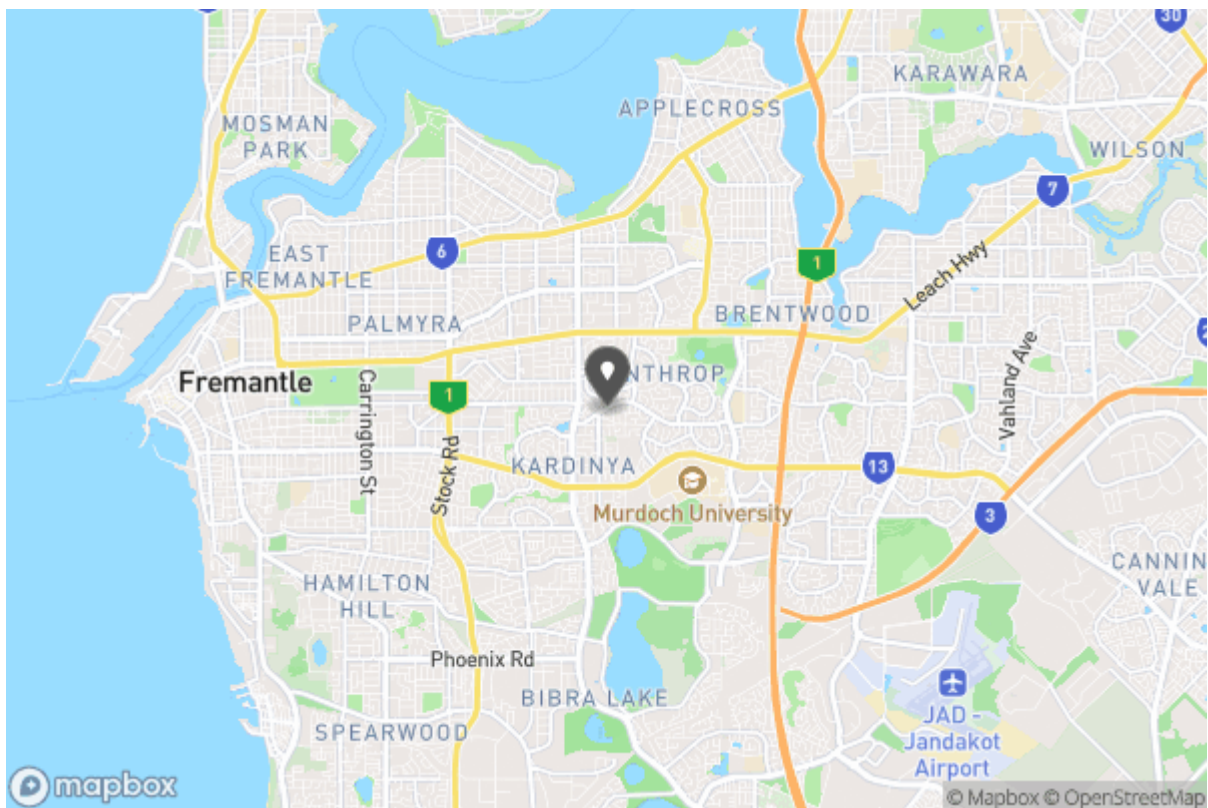 30
KARAWARA
APPLECROSS
MOSMAN
PARK
WILSON
7
EAST
FREMANTLE
6
1
Leach Hwy
PALMYRA
BRENTWOOD
Fremantle
NTHROP
Carrington St
1
Vahland Ave
Stock Rd
KARDINYA
13
Murdoch University
3
HAMILTON
HILL
CANNIN
VALE
Phoenix Rd
BIBRA LAKE
SPEARWOOD
JAD -
Jandakot
Airport
mapbox
© Mapbox © OpenStreetMap